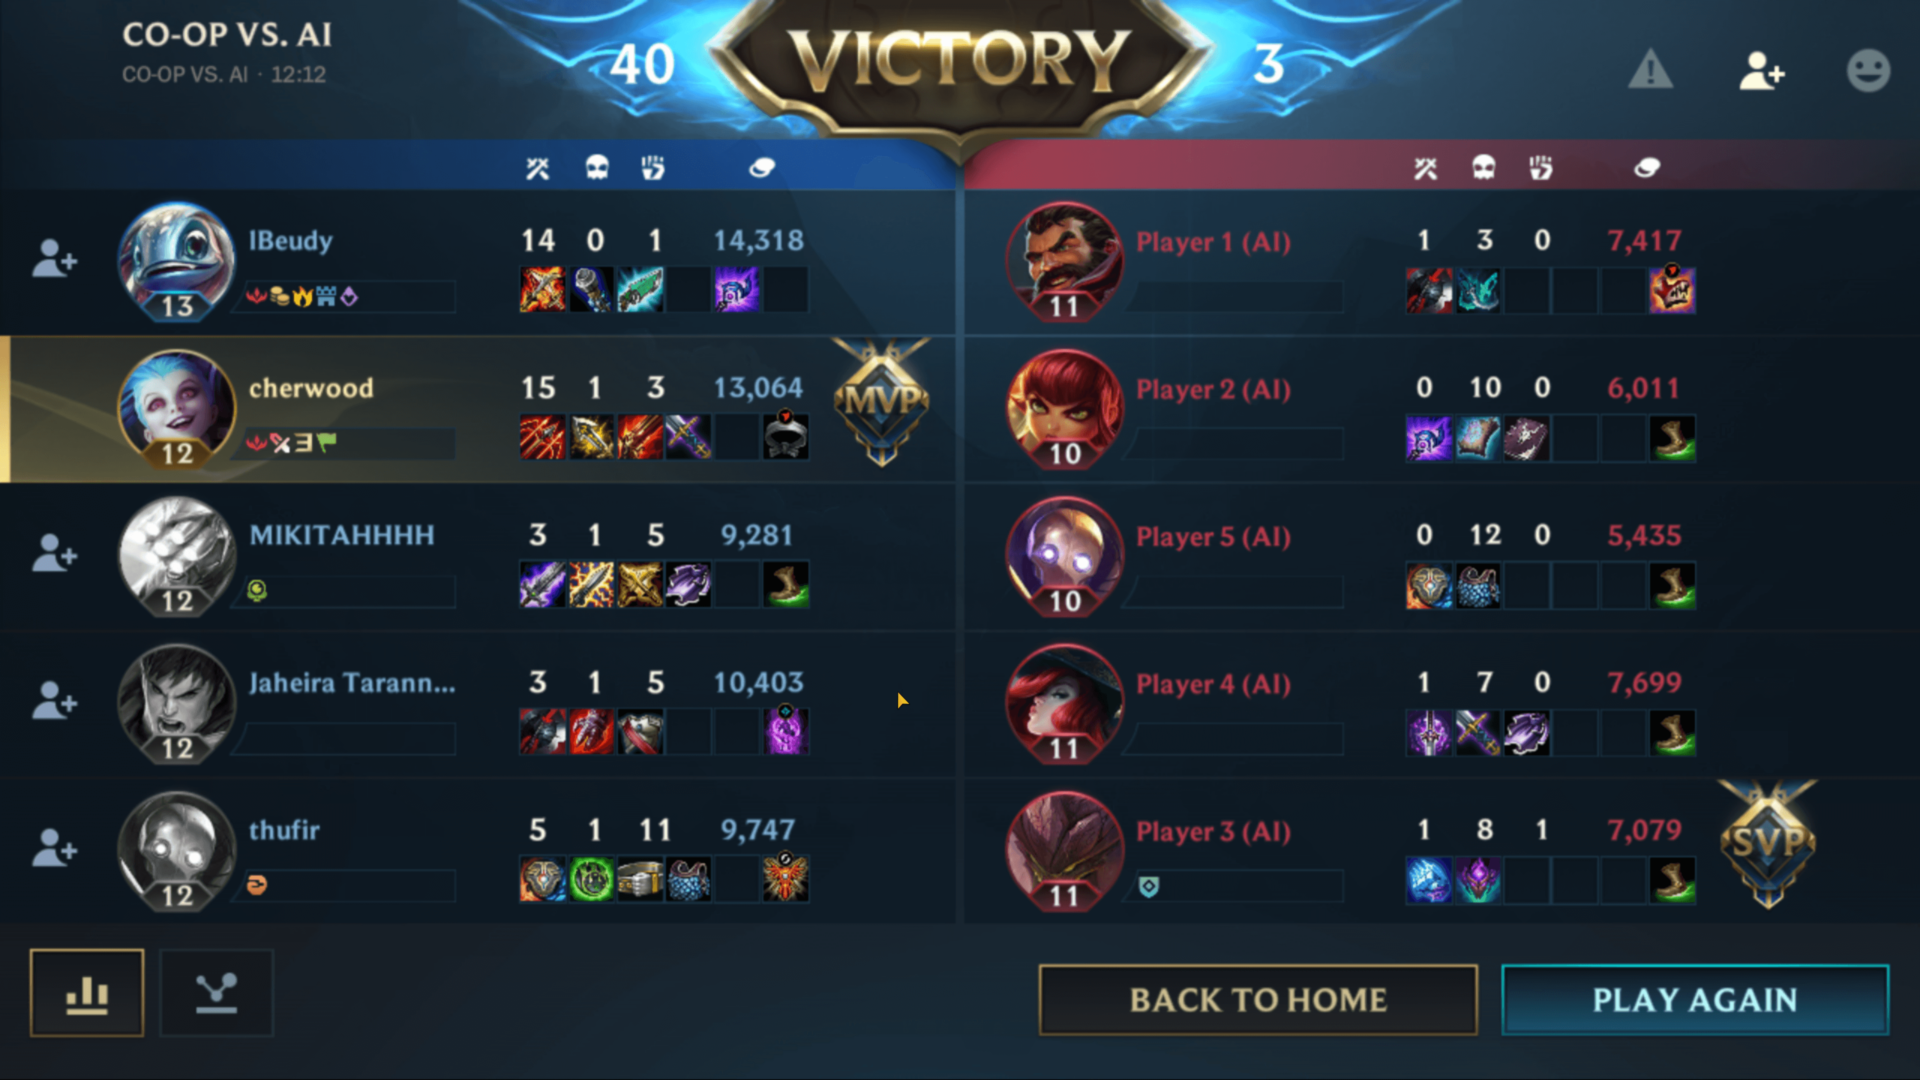 CO-OP VS. AI
CO-OP VS. AI · 12:12
40 VICTORY 3
lBeudy 14 0 1 14,318
13
Player 1 (AI) 1 3 0 7,417
11
cherwood 15 1 3 13,064 MVP
12
Player 2 (AI) 0 10 0 6,011
10
MIKITAHHHH 3 1 5 9,281
12
Player 5 (AI) 0 12 0 5,435
10
Jaheira Tarann... 3 1 5 10,403
12
Player 4 (AI) 1 7 0 7,699
11
thufir 5 1 11 9,747
12
Player 3 (AI) 1 8 1 7,079 SVP
11
BACK TO HOME
PLAY AGAIN